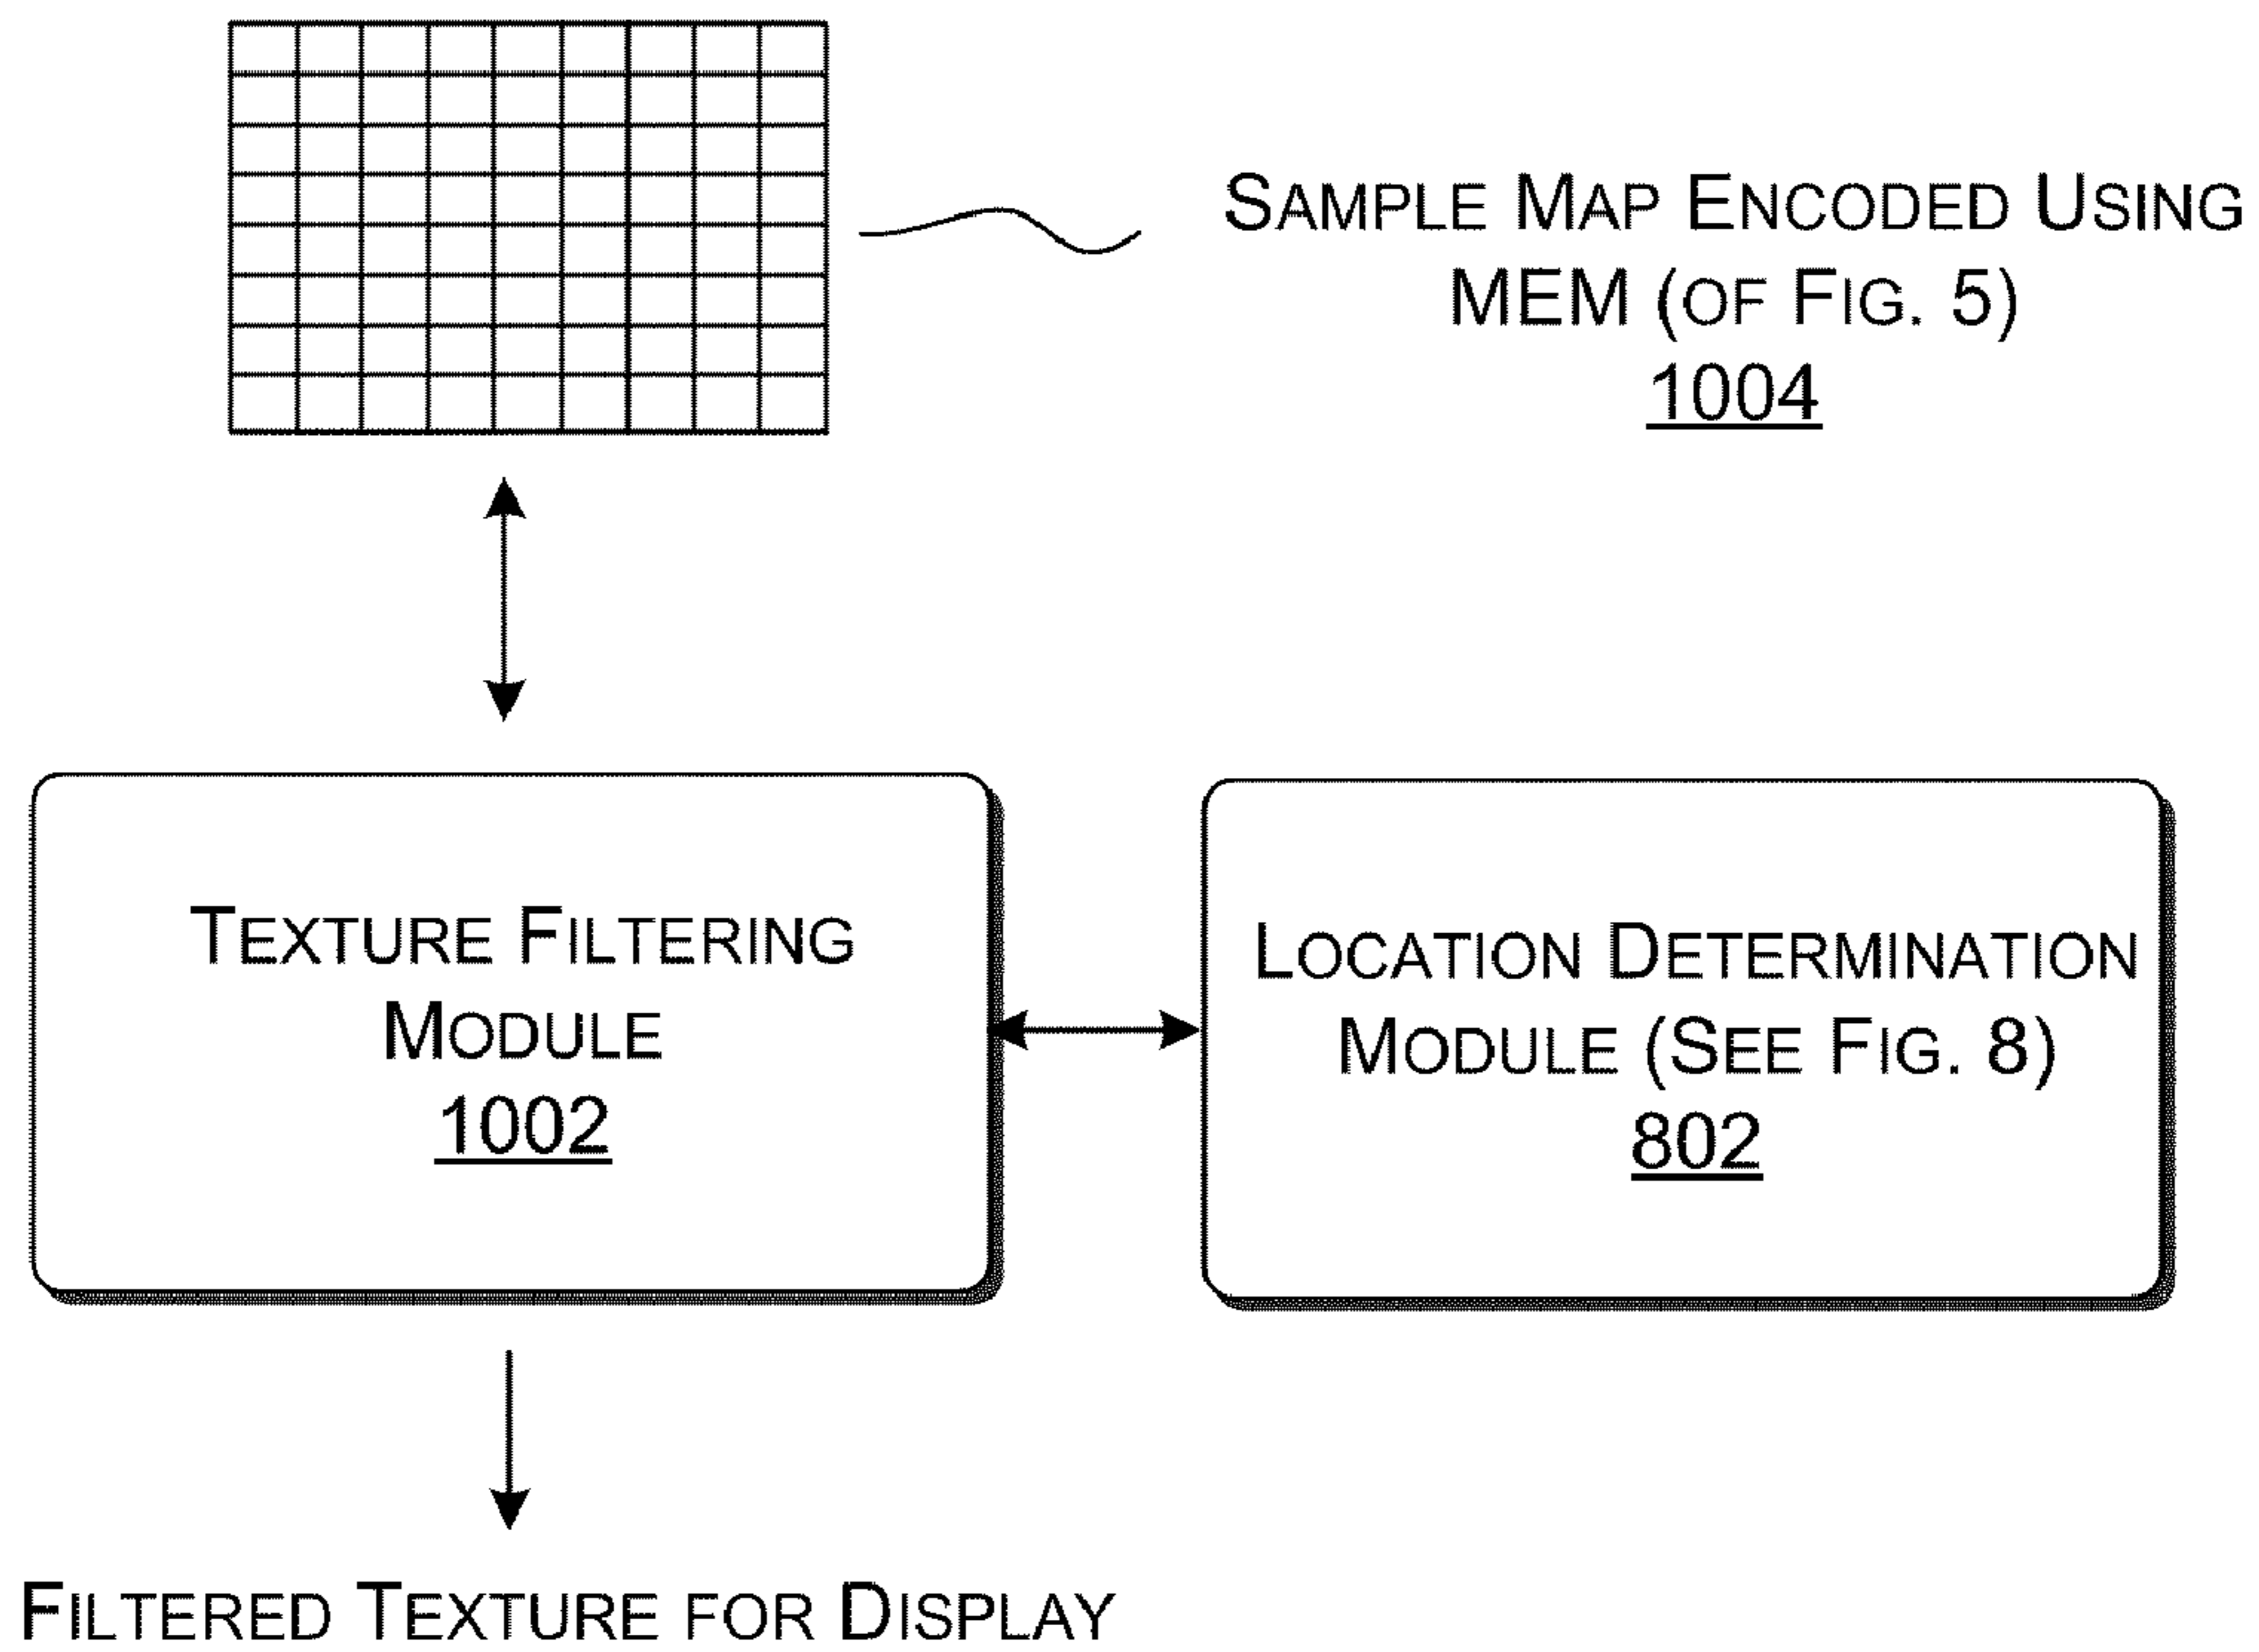 SAMPLE MAP ENCODED USING
MEM (OF FIG. 5)
1004
TEXTURE FILTERING
MODULE
1002
LOCATION DETERMINATION
MODULE (SEE FIG. 8)
802
FILTERED TEXTURE FOR DISPLAY